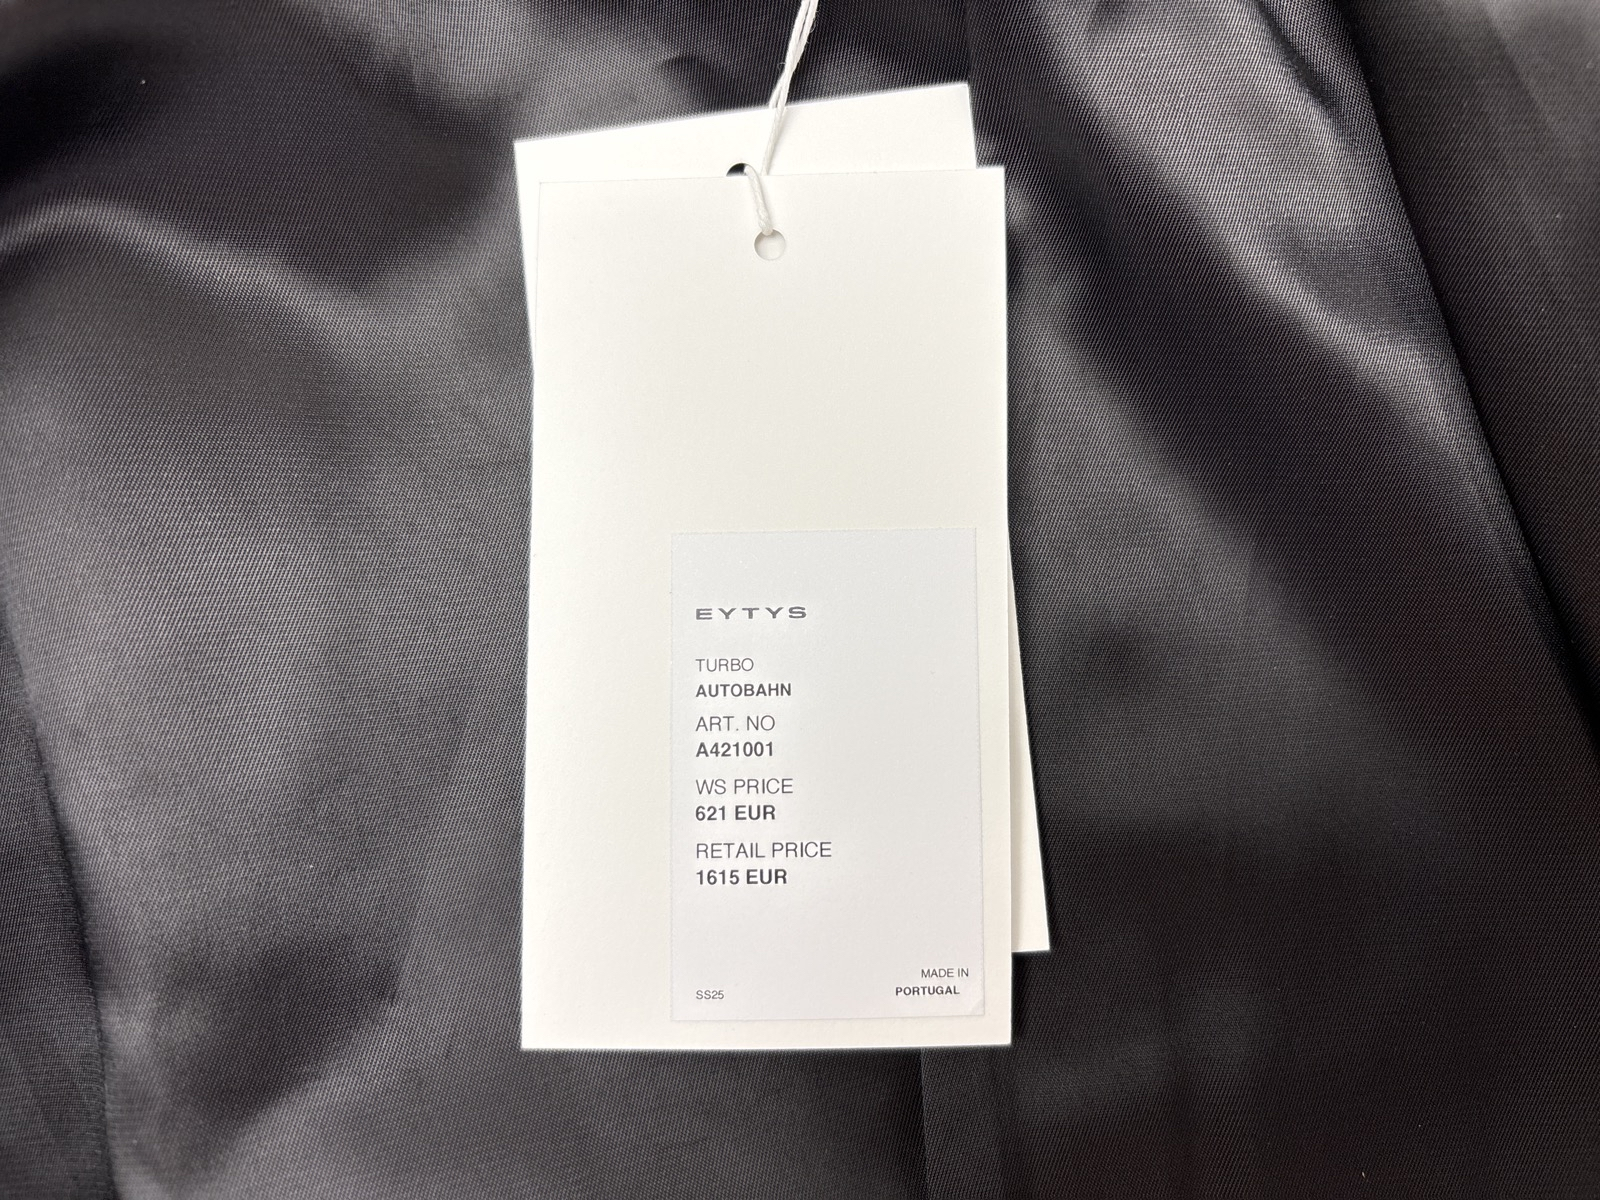 EYTYS
TURBO
AUTOBAHN
ART. NO
A421001
WS PRICE
621 EUR
RETAIL PRICE
1615 EUR
SS25
MADE IN
PORTUGAL